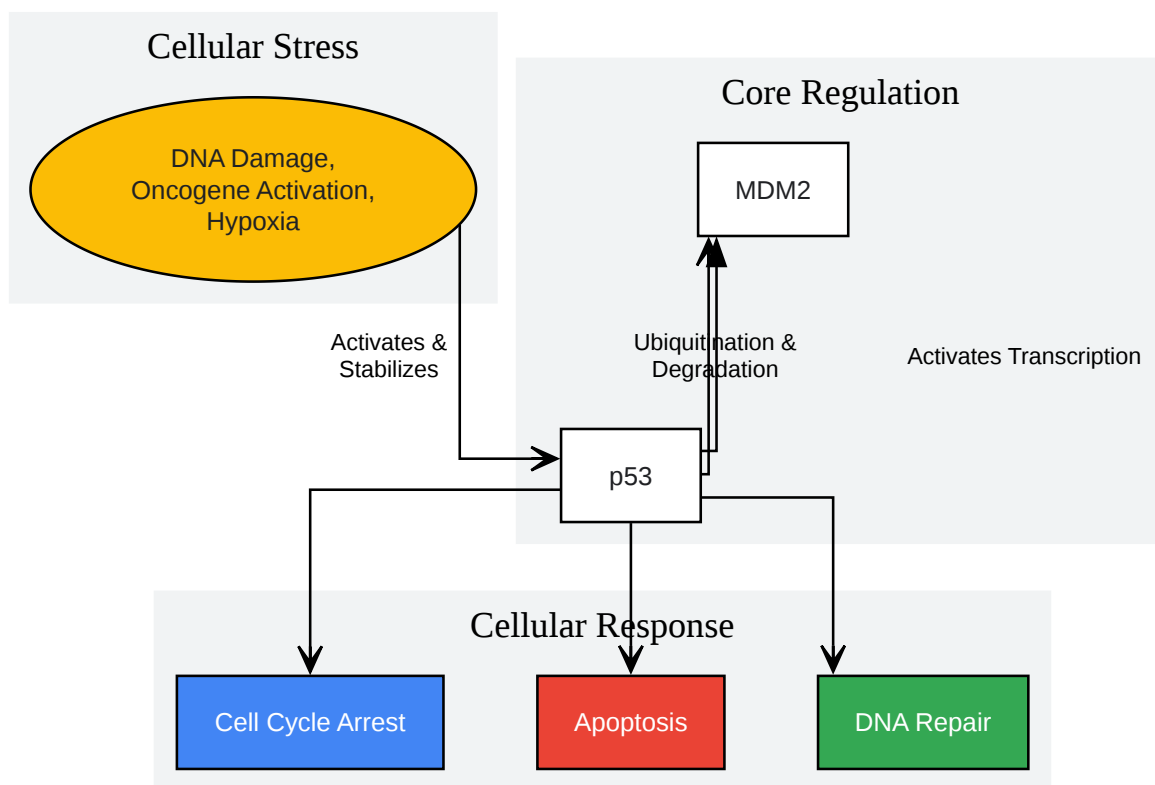 Cellular Stress
DNA Damage,
Oncogene Activation,
Hypoxia
Core Regulation
MDM2
Activates &
Stabilizes
Ubiquitination &
Degradation
Activates Transcription
p53
Cellular Response
Cell Cycle Arrest
Apoptosis
DNA Repair